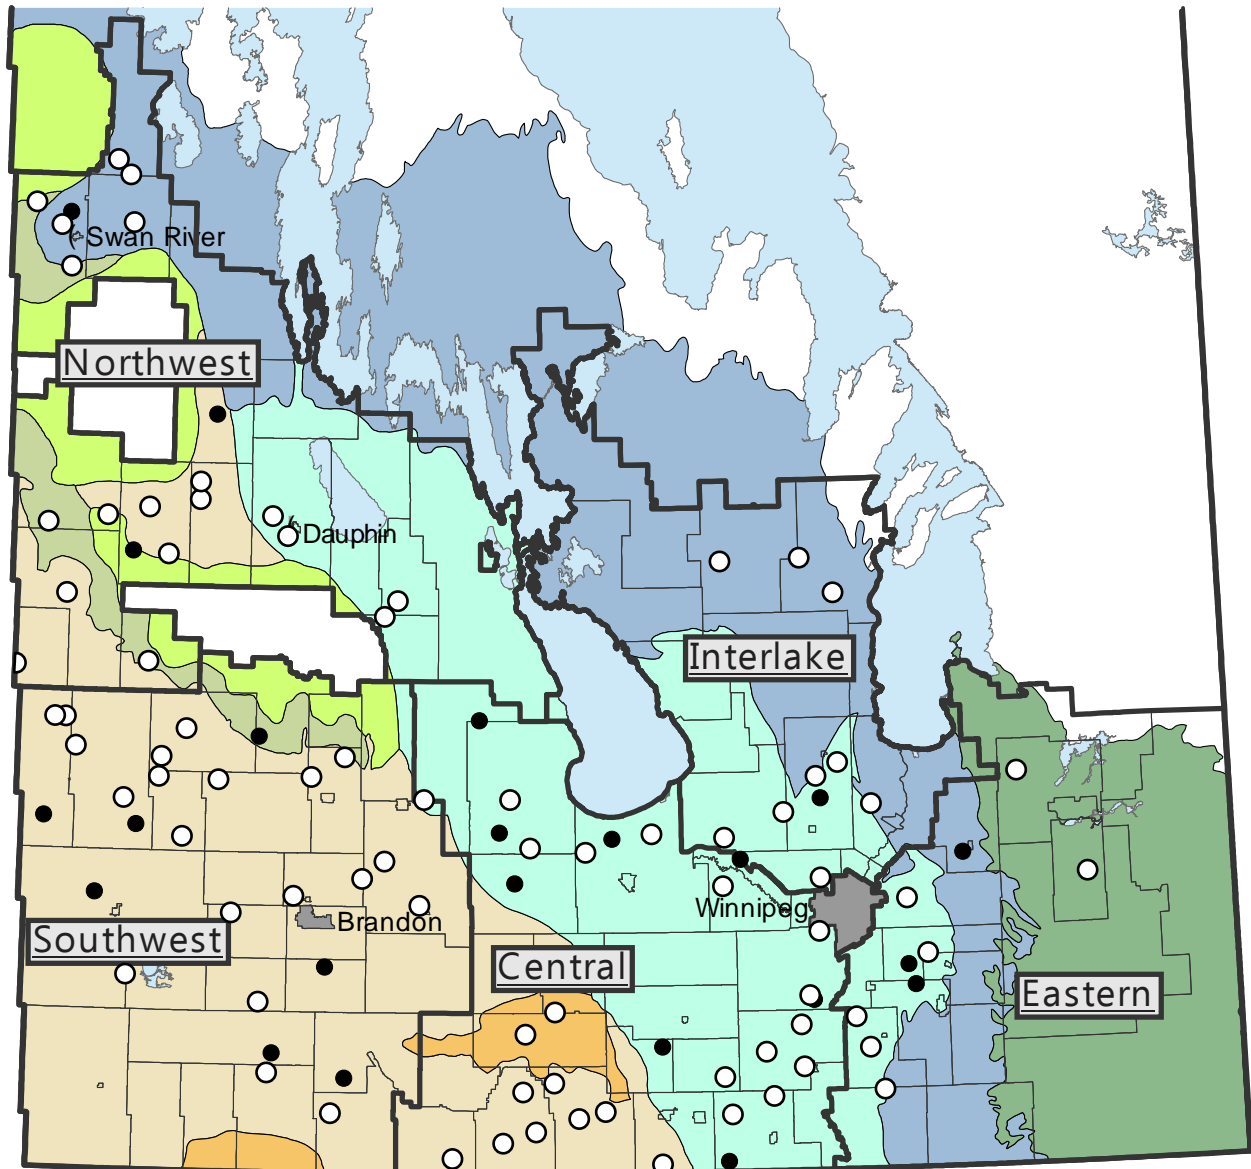 Swan River
Northwest
Dauphin
Interlake
Winnipeg
Brandon
Southwest
Central
Eastern